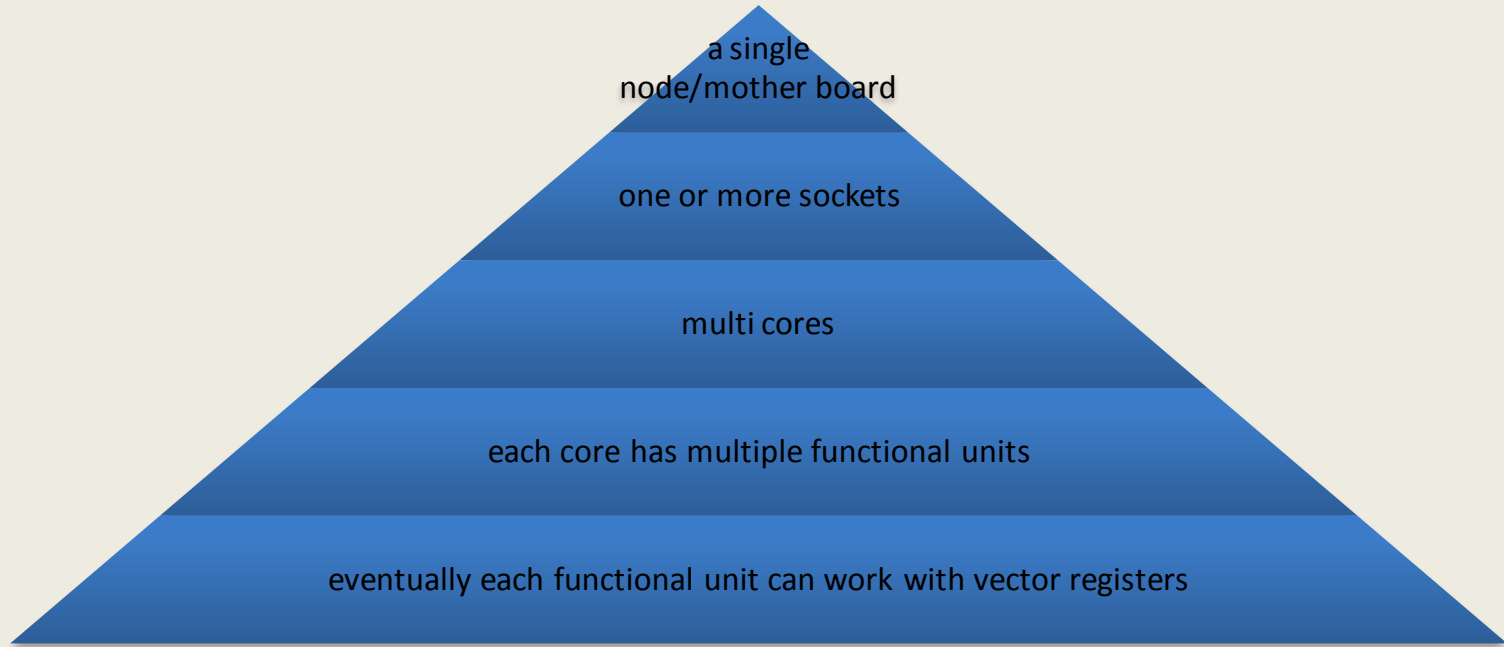 a single
node/mother board
one or more sockets
multi cores
each core has multiple functional units
eventually each functional unit can work with vector registers